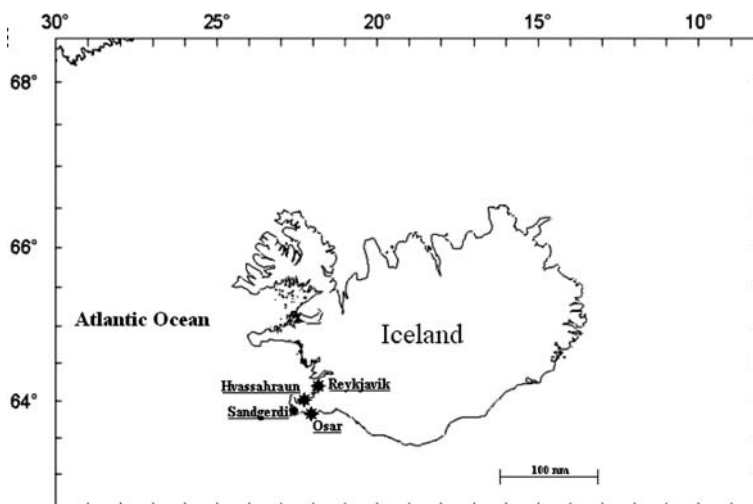 30° 25° 20° 15° 10°
68°
66°
Atlantic Ocean
Iceland
Hvassahraun
Reykjavik
64°
Sandgerdi
Osar
100 nm